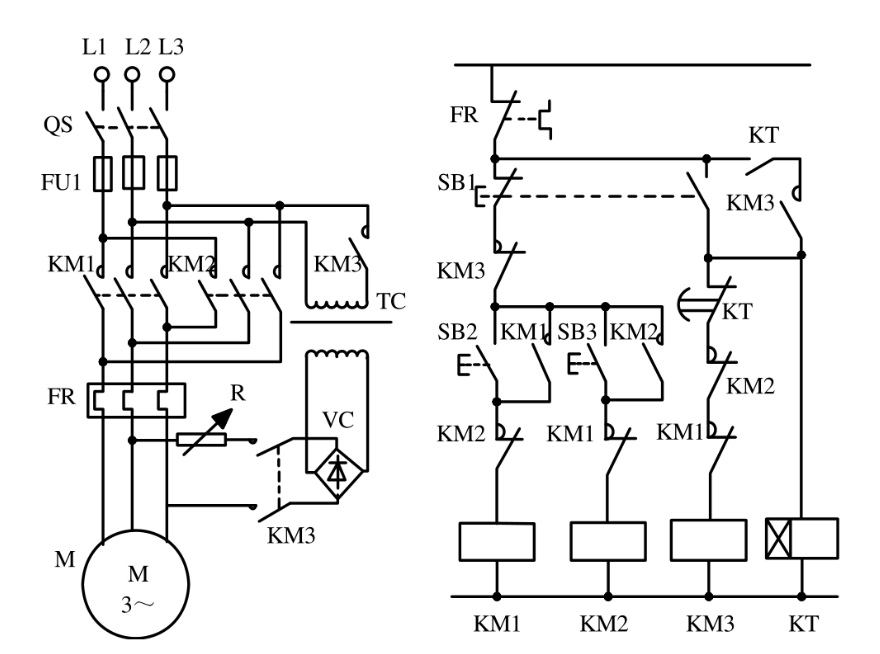 L1 L2 L3
QS
FU1
KM1 KM2 KM3
TC
FR R
VC
KM3
M
M
3～
FR
KT
SB1
KM3
KM3
KT
SB2 KM1 SB3 KM2
KM2
KM2 KM1 KM1
KM1 KM2 KM3 KT